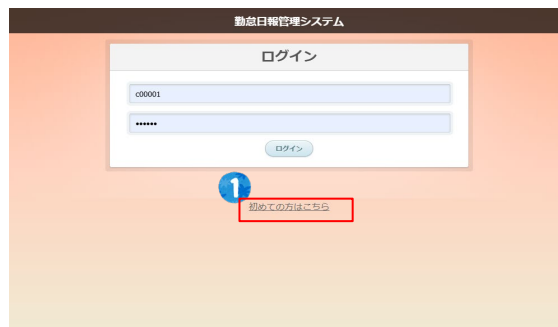 勤怠日報管理システム
ログイン
c00001
••••••
ログイン
1
初めての方はこちら